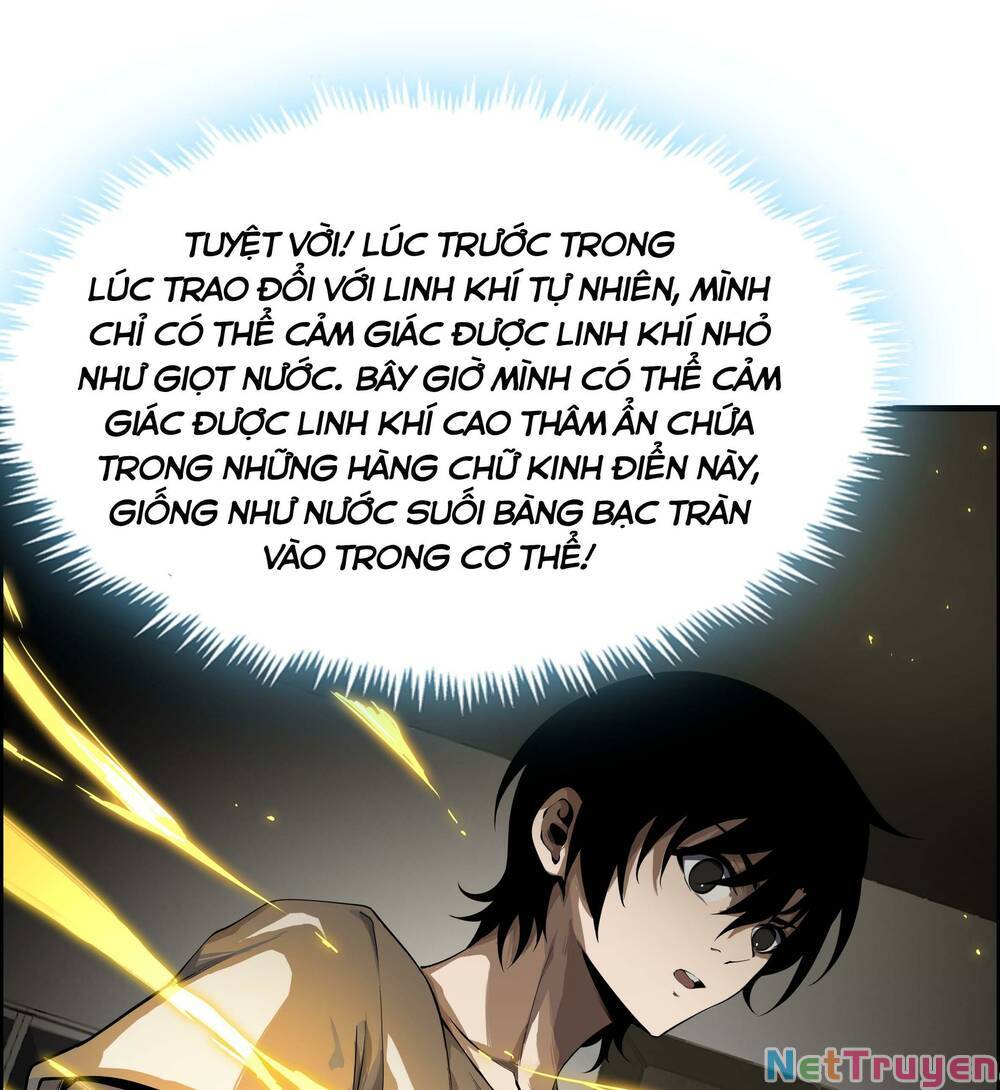 TUYỆT VỜI! LÚC TRƯỚC TRONG
LÚC TRAO ĐỔI VỚI LINH KHÍ TỰ NHIÊN, MÌNH
CHỈ CÓ THỂ CẢM GIÁC ĐƯỢC LINH KHÍ NHỎ
NHƯ GIỌT NƯỚC. BÂY GIỜ MÌNH CÓ THỂ CẢM
GIÁC ĐƯỢC LINH KHÍ CAO THÂM ẨN CHỨA
TRONG NHỮNG HÀNG CHỮ KINH ĐIỂN NÀY,
GIỐNG NHƯ NƯỚC SUỐI BÀNG BẠC TRÀN
VÀO TRONG CƠ THỂ!
NETTRUYEN